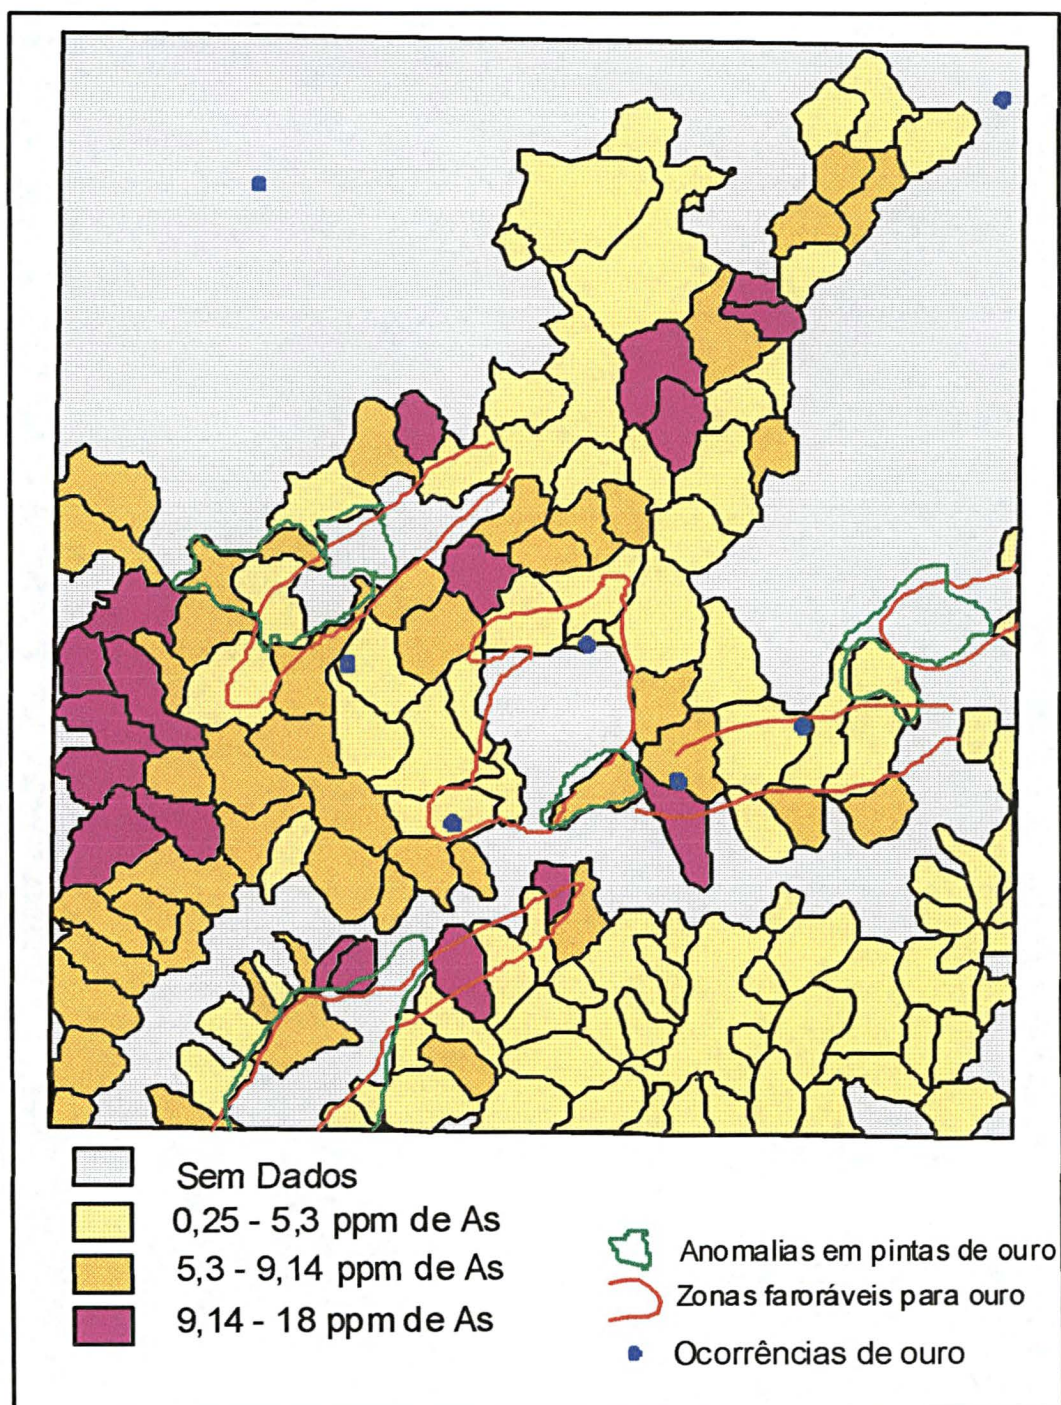 Sem Dados
0,25 - 5,3 ppm de As
5,3 - 9,14 ppm de As
9,14 - 18 ppm de As
Anomalias em pintas de ouro
Zonas faroráveis para ouro
Ocorrências de ouro